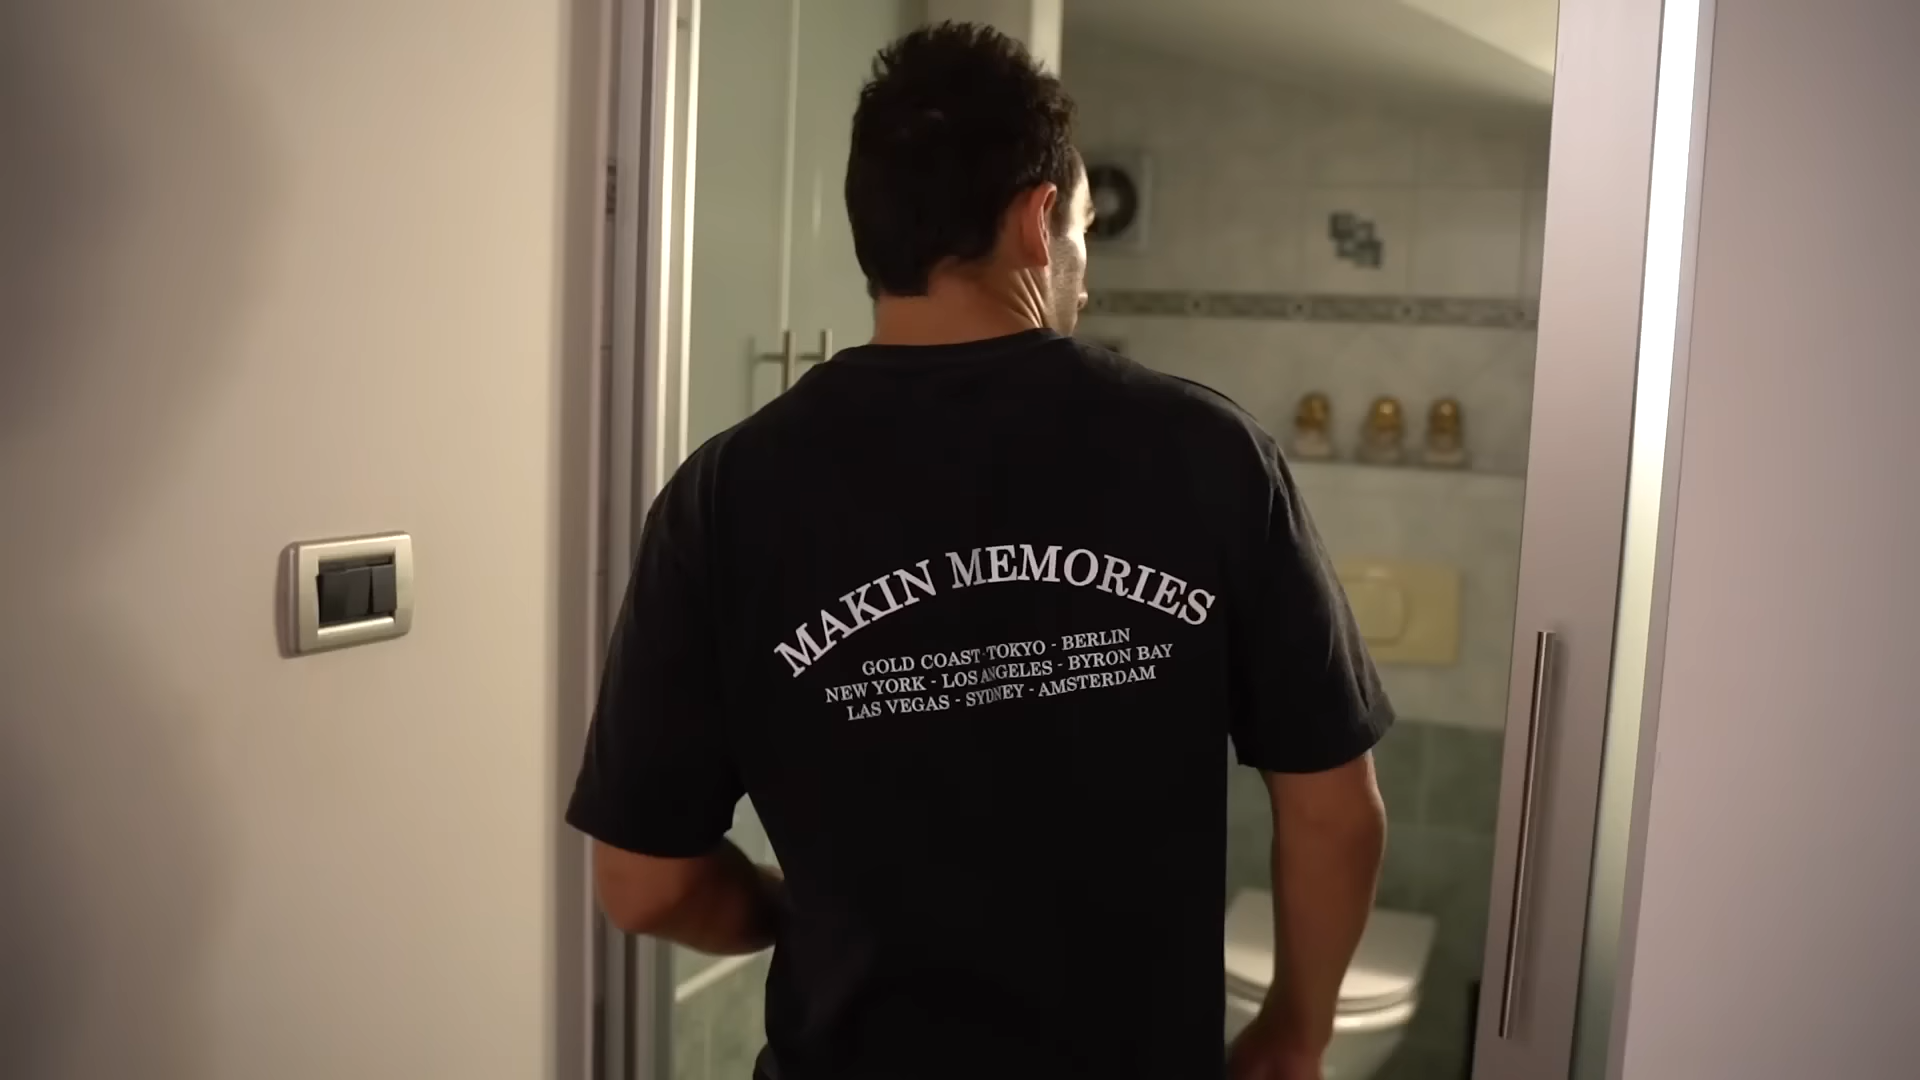 MAKIN MEMORIES
GOLD COAST-TOKYO - BERLIN
NEW YORK - LOS ANGELES - BYRON BAY
LAS VEGAS - SYDNEY - AMSTERDAM